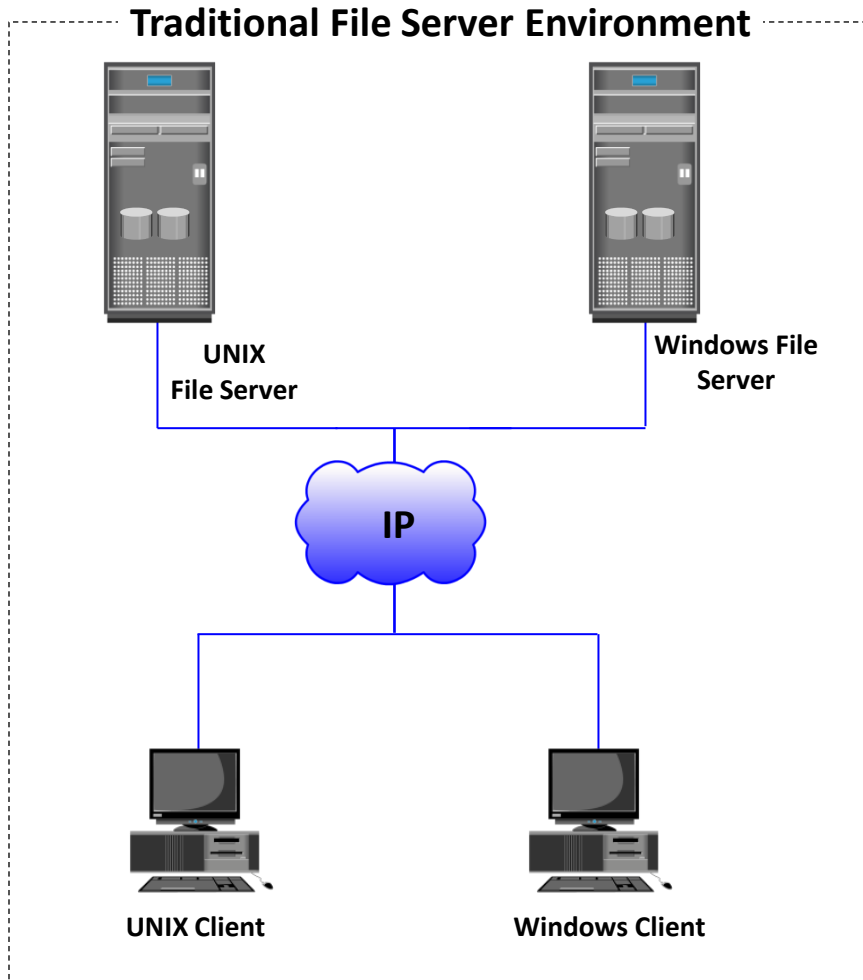 Traditional File Server Environment
UNIX
File Server
Windows File
Server
IP
UNIX Client
Windows Client